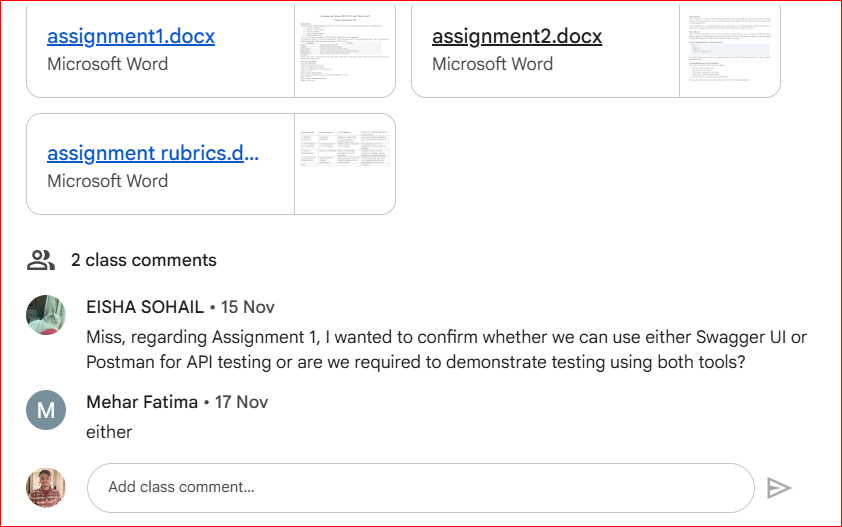 assignment1.docx
Microsoft Word
assignment2.docx
Microsoft Word
assignment rubrics.d...
Microsoft Word
2 class comments
EISHA SOHAIL • 15 Nov
Miss, regarding Assignment 1, I wanted to confirm whether we can use either Swagger UI or
Postman for API testing or are we required to demonstrate testing using both tools?
M
Mehar Fatima • 17 Nov
either
Add class comment...